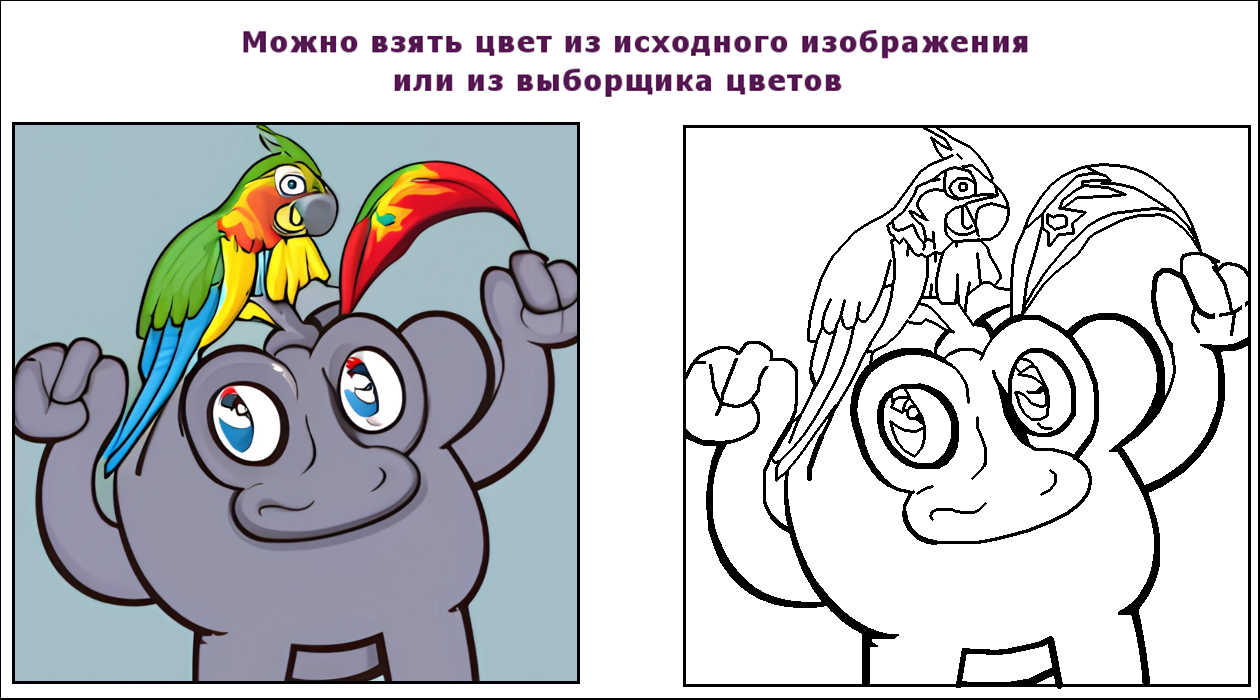 Можно взять цвет из исходного изображения
или из выборщика цветов